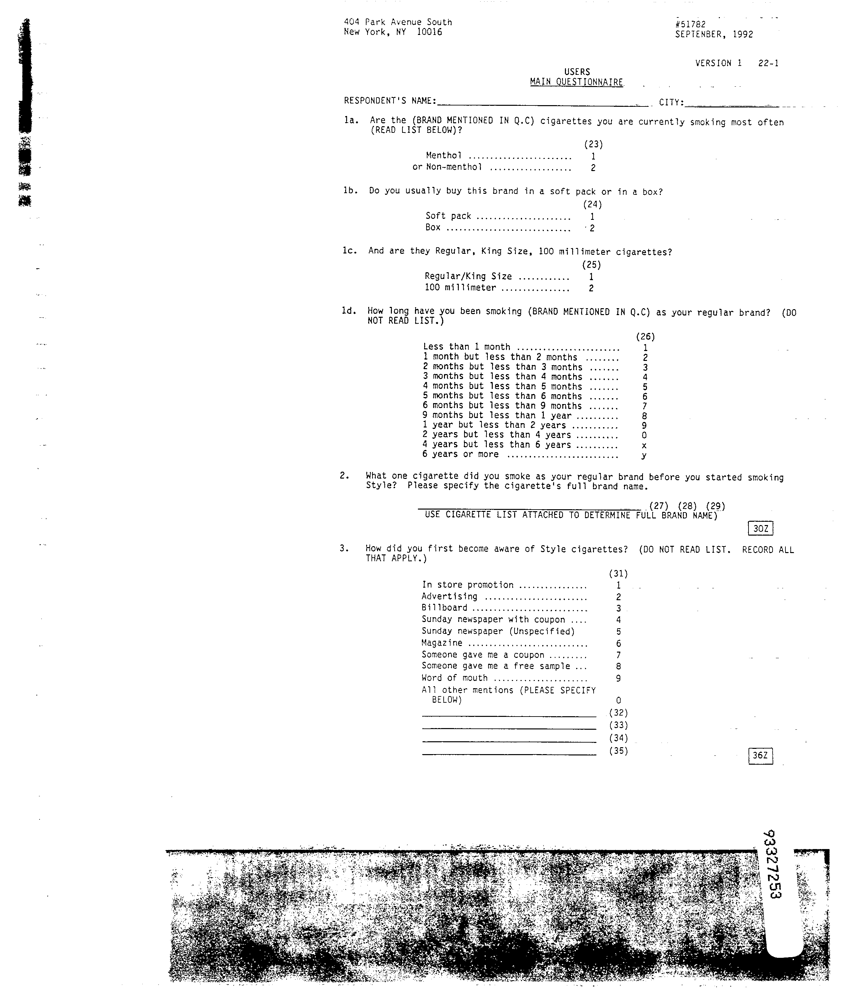 404 Park Avenue South
New York, NY 10016
#51782
SEPTEMBER, 1992
VERSION 1 22-1
USERS
MAIN QUESTIONNAIRE
RESPONDENT'S NAME: CITY:
1a. Are the (BRAND MENTIONED IN Q.C) cigarettes you are currently smoking most often
(READ LIST BELOW)?
(23)
Menthol ....................... 1
or Non-menthol .................. 2
1b. Do you usually buy this brand in a soft pack or in a box?
(24)
Soft pack ..................... 1
Box ........................... 2
1c. And are they Regular, King Size, 100 millimeter cigarettes?
(25)
Regular/King Size ........... 1
100 millimeter ............... 2
1d. How long have you been smoking (BRAND MENTIONED IN Q.C) as your regular brand? (DO
NOT READ LIST.)
(26)
Less than 1 month ....................... 1
1 month but less than 2 months ........ 2
2 months but less than 3 months ....... 3
3 months but less than 4 months ....... 4
4 months but less than 5 months ....... 5
5 months but less than 6 months ....... 6
6 months but less than 9 months ....... 7
9 months but less than 1 year .......... 8
1 year but less than 2 years ........... 9
2 years but less than 4 years .......... 0
4 years but less than 6 years .......... x
6 years or more ......................... y
2. What one cigarette did you smoke as your regular brand before you started smoking
Style? Please specify the cigarette's full brand name.
(27) (28) (29)
USE CIGARETTE LIST ATTACHED TO DETERMINE FULL BRAND NAME)
30Z
3. How did you first become aware of Style cigarettes? (DO NOT READ LIST. RECORD ALL
THAT APPLY.)
(31)
In store promotion ............... 1
Advertising ....................... 2
Billboard .......................... 3
Sunday newspaper with coupon .... 4
Sunday newspaper (Unspecified) 5
Magazine ........................... 6
Someone gave me a coupon ......... 7
Someone gave me a free sample ... 8
Word of mouth ..................... 9
All other mentions (PLEASE SPECIFY
BELOW) 0
(32)
(33)
(34)
(35)
36Z
93327253